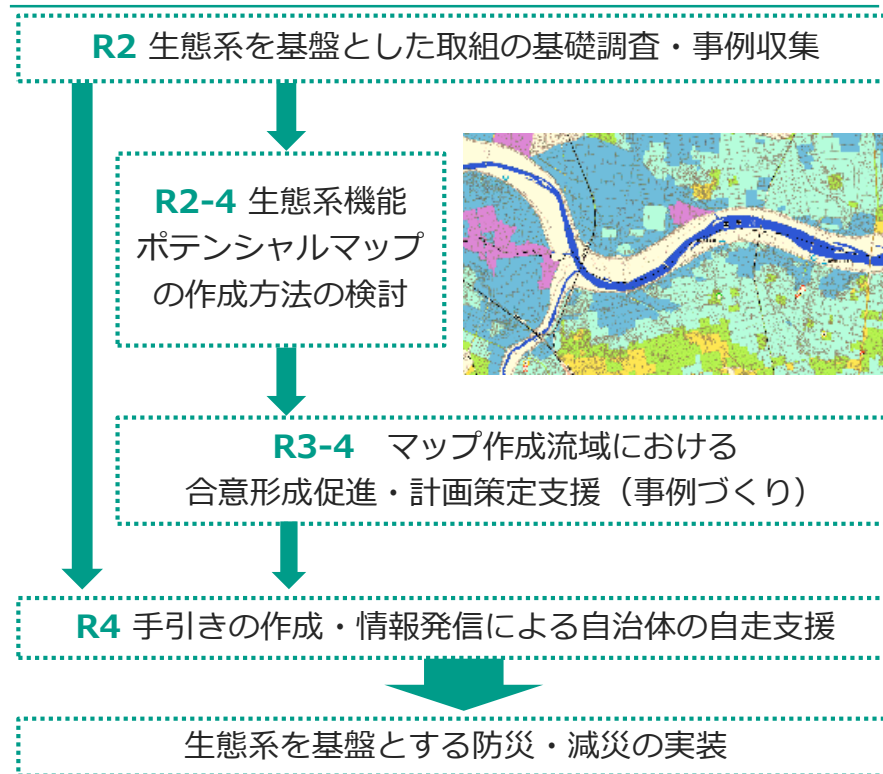 R2 生態系を基盤とした取組の基礎調査・事例収集
R2-4 生態系機能
ポテンシャルマップ
の作成方法の検討
R3-4　マップ作成流域における
合意形成促進・計画策定支援（事例づくり）
R4 手引きの作成・情報発信による自治体の自走支援
生態系を基盤とする防災・減災の実装